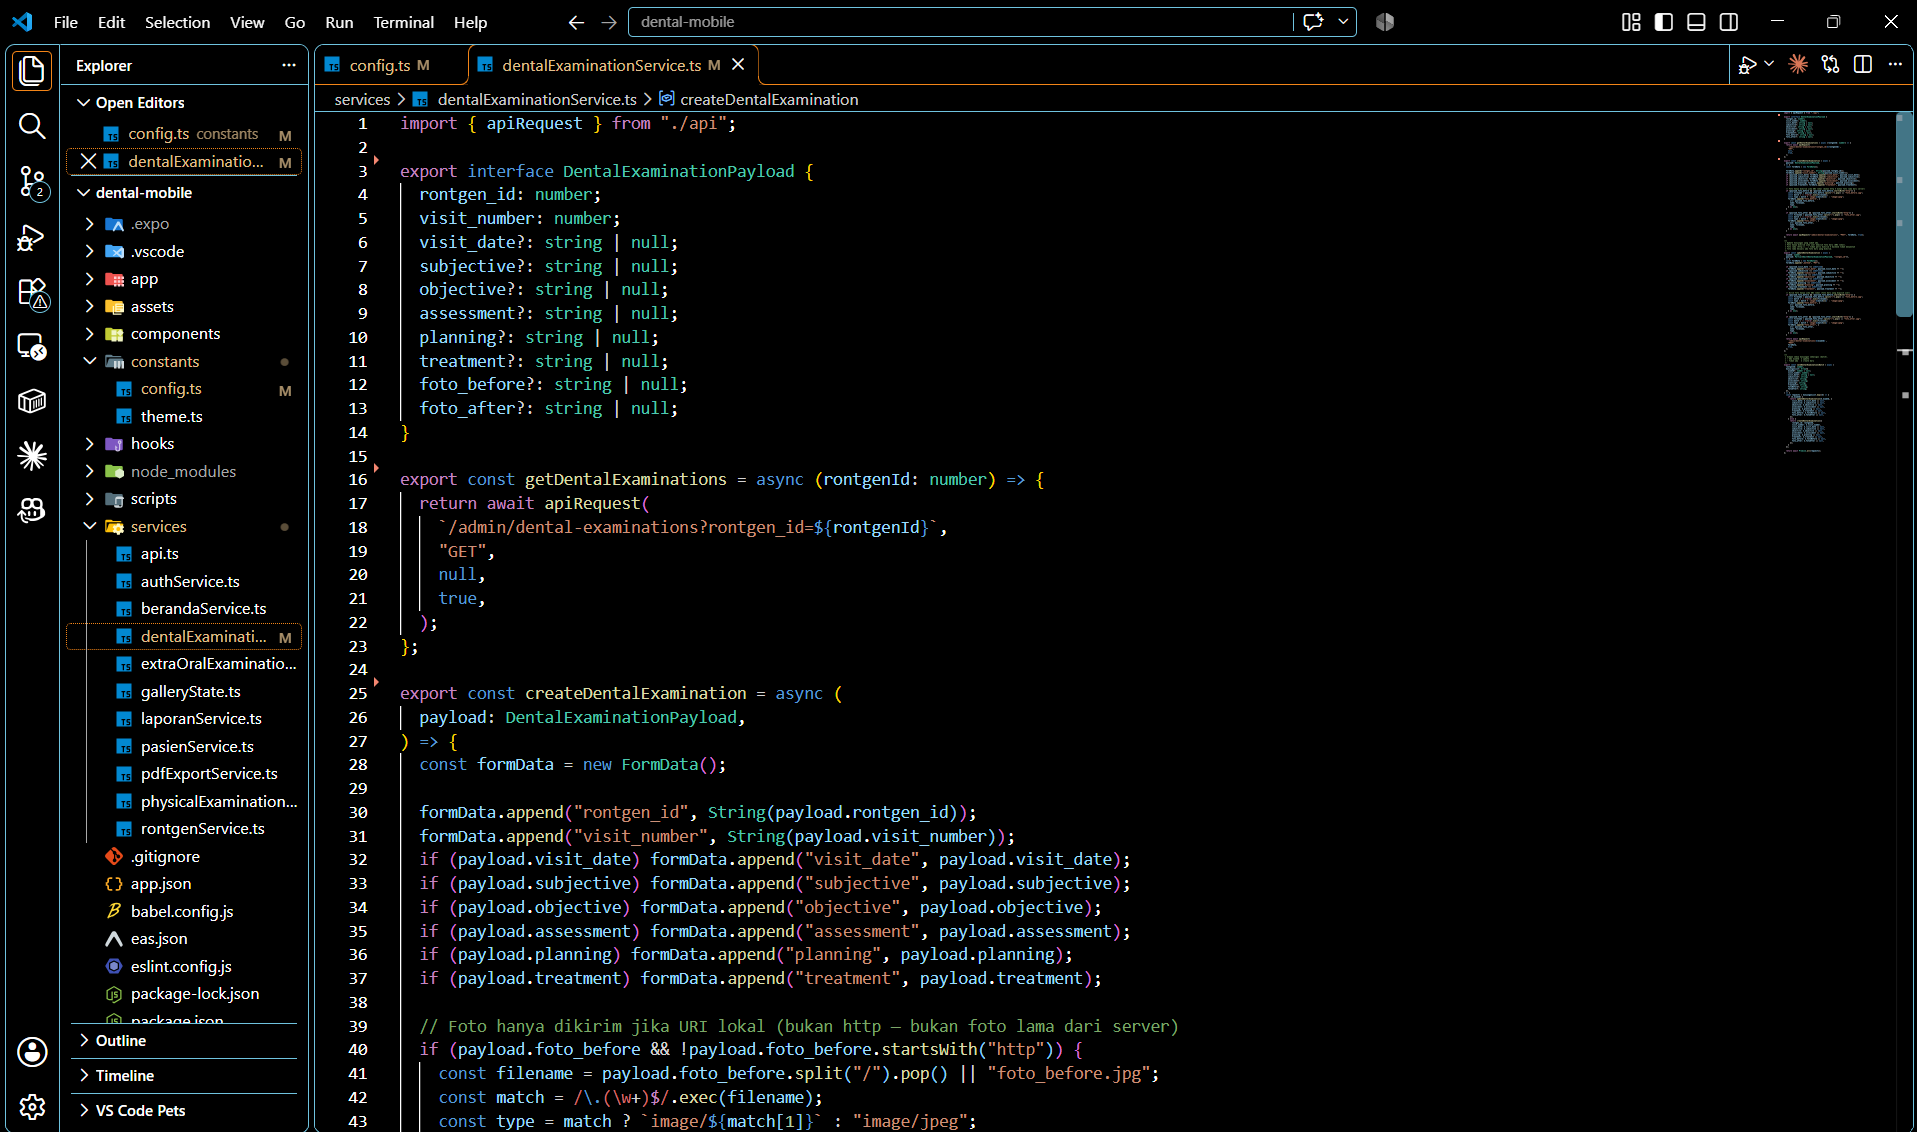 File Edit Selection View Go Run Terminal Help
dental-mobile
Explorer
Open Editors
config.ts constants M
dentalExaminatio... M
dental-mobile
.expo
.vscode
app
assets
components
constants
config.ts M
theme.ts
hooks
node_modules
scripts
services
api.ts
authService.ts
berandaService.ts
dentalExaminati... M
extraOralExaminatio...
galleryState.ts
laporanService.ts
pasienService.ts
pdfExportService.ts
physicalExamination...
rontgenService.ts
.gitignore
app.json
babel.config.js
eas.json
eslint.config.js
package-lock.json
package.json
Outline
Timeline
VS Code Pets
2
config.ts M
dentalExaminationService.ts M
services > dentalExaminationService.ts > createDentalExamination
1 import { apiRequest } from "./api";
2
3 export interface DentalExaminationPayload {
4 rontgen_id: number;
5 visit_number: number;
6 visit_date?: string | null;
7 subjective?: string | null;
8 objective?: string | null;
9 assessment?: string | null;
10 planning?: string | null;
11 treatment?: string | null;
12 foto_before?: string | null;
13 foto_after?: string | null;
14 }
15
16 export const getDentalExaminations = async (rontgenId: number) => {
17 return await apiRequest(
18 `/admin/dental-examinations?rontgen_id=${rontgenId}`,
19 "GET",
20 null,
21 true,
22 );
23 };
24
25 export const createDentalExamination = async (
26 payload: DentalExaminationPayload,
27 ) => {
28 const formData = new FormData();
29
30 formData.append("rontgen_id", String(payload.rontgen_id));
31 formData.append("visit_number", String(payload.visit_number));
32 if (payload.visit_date) formData.append("visit_date", payload.visit_date);
33 if (payload.subjective) formData.append("subjective", payload.subjective);
34 if (payload.objective) formData.append("objective", payload.objective);
35 if (payload.assessment) formData.append("assessment", payload.assessment);
36 if (payload.planning) formData.append("planning", payload.planning);
37 if (payload.treatment) formData.append("treatment", payload.treatment);
38
39 // Foto hanya dikirim jika URI lokal (bukan http — bukan foto lama dari server)
40 if (payload.foto_before && !payload.foto_before.startsWith("http")) {
41 const filename = payload.foto_before.split("/").pop() || "foto_before.jpg";
42 const match = /\.(\w+)$/.exec(filename);
43 const type = match ? `image/${match[1]}` : "image/jpeg";